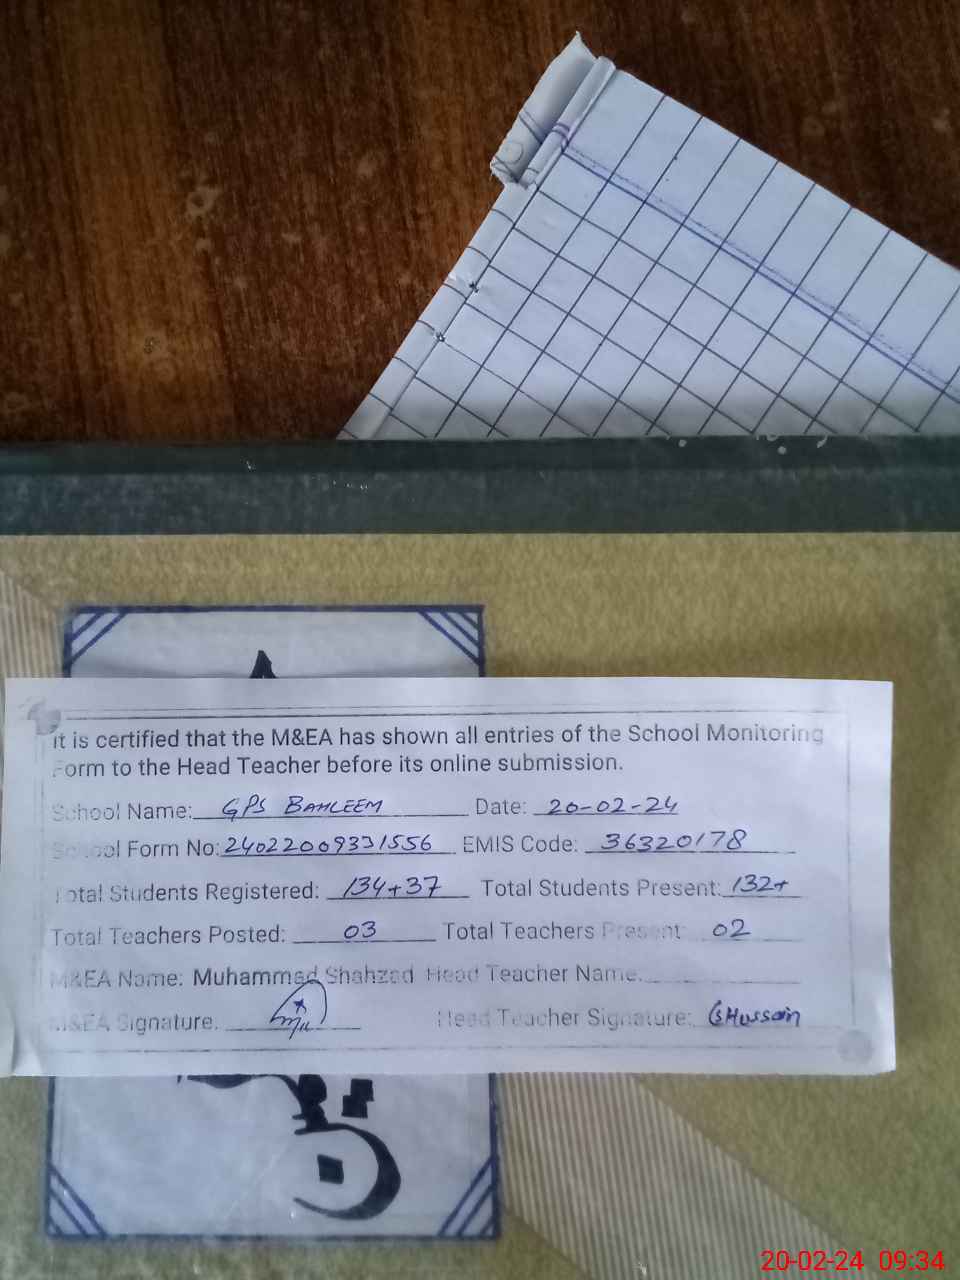 it is certified that the M&EA has shown all entries of the School Monitoring
Form to the Head Teacher before its online submission.
School Name: GPS BAHLEEM Date: 20-02-24
School Form No: 24022009331556 EMIS Code: 36320178
Total Students Registered: 134+37 Total Students Present: 132+
Total Teachers Posted: 03 Total Teachers Present: 02
M&EA Name: Muhammad Shahzad Head Teacher Name.
M&EA Signature. Head Teacher Signature: GHussain
20-02-24 09:34